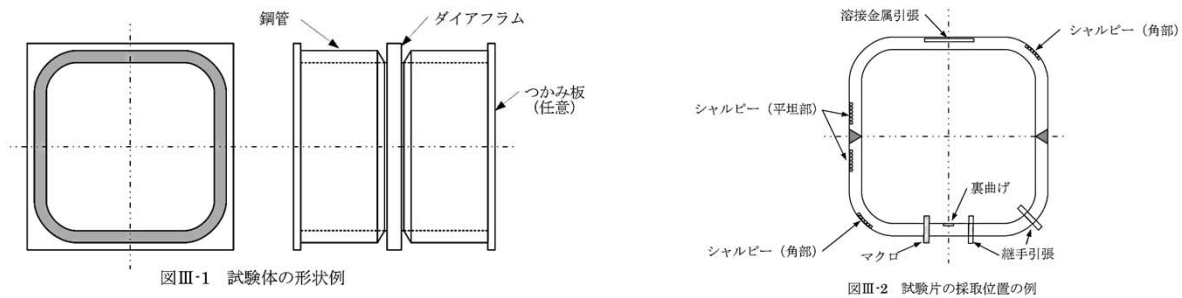 鋼管
ダイアフラム
つかみ板
(任意)
図Ⅲ-1 試験体の形状例
溶接金属引張
シャルピー(角部)
シャルピー(平坦部)
裏曲げ
シャルピー(角部)
マクロ
継手引張
図Ⅲ-2 試験片の採取位置の例